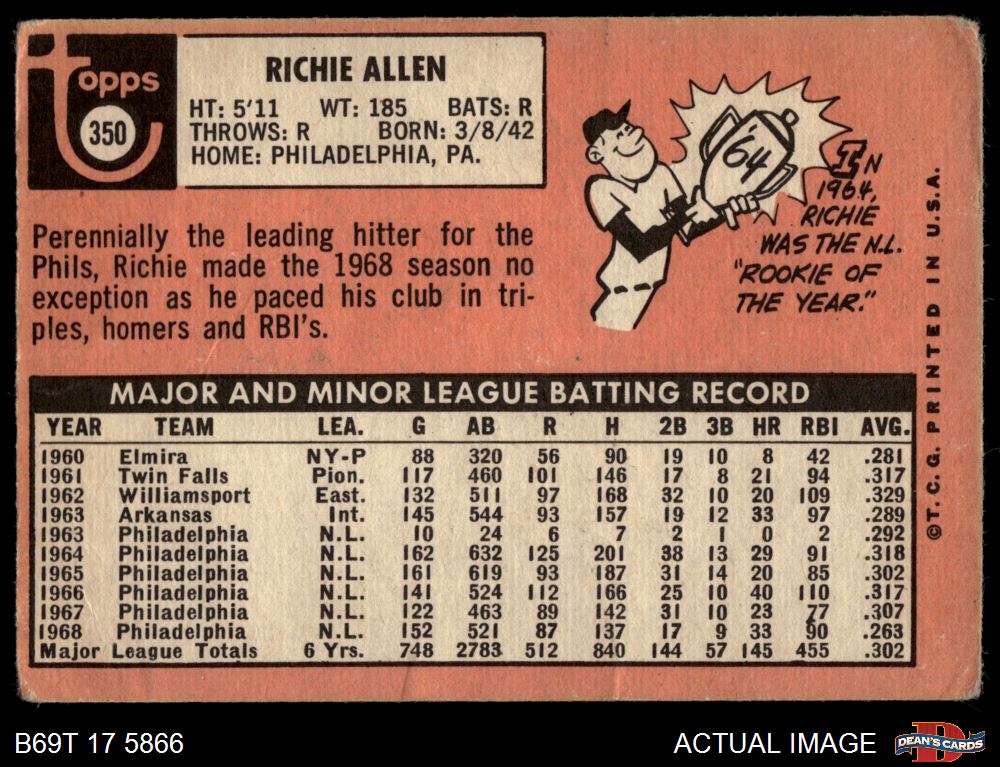 Topps
350
RICHIE ALLEN
HT: 5'11 WT: 185 BATS: R
THROWS: R BORN: 3/8/42
HOME: PHILADELPHIA, PA.
Perennially the leading hitter for the
Phils, Richie made the 1968 season no
exception as he paced his club in tri-
ples, homers and RBI's.
'64
IN
1964,
RICHIE
WAS THE N.L.
"ROOKIE OF
THE YEAR."
©T.C.G. PRINTED IN U.S.A.
MAJOR AND MINOR LEAGUE BATTING RECORD
YEAR TEAM LEA. G AB R H 2B 3B HR RBI AVG.
1960 Elmira NY-P 88 320 56 90 19 10 8 42 .281
1961 Twin Falls Pion. 117 460 101 146 17 8 21 94 .317
1962 Williamsport East. 132 511 97 168 32 10 20 109 .329
1963 Arkansas Int. 145 544 93 157 19 12 33 97 .289
1963 Philadelphia N.L. 10 24 6 7 2 1 0 2 .292
1964 Philadelphia N.L. 162 632 125 201 38 13 29 91 .318
1965 Philadelphia N.L. 161 619 93 187 31 14 20 85 .302
1966 Philadelphia N.L. 141 524 112 166 25 10 40 110 .317
1967 Philadelphia N.L. 122 463 89 142 31 10 23 77 .307
1968 Philadelphia N.L. 152 521 87 137 17 9 33 90 .263
Major League Totals 6 Yrs. 748 2783 512 840 144 57 145 455 .302
B69T 17 5866
ACTUAL IMAGE
DEAN'S CARDS